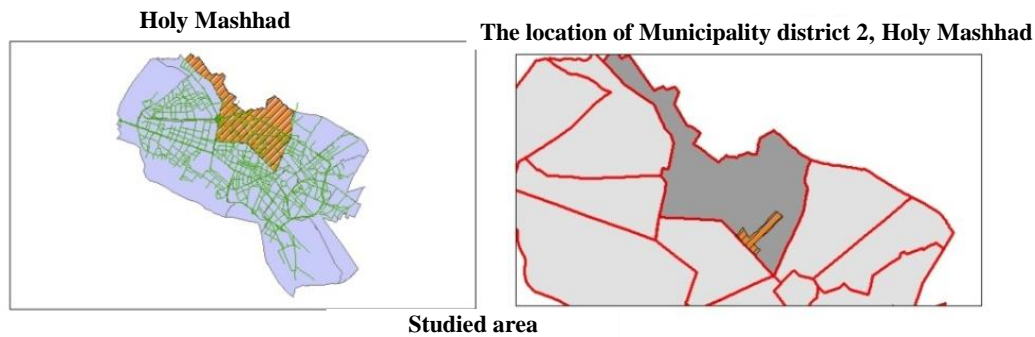 Holy Mashhad
The location of Municipality district 2, Holy Mashhad
Studied area